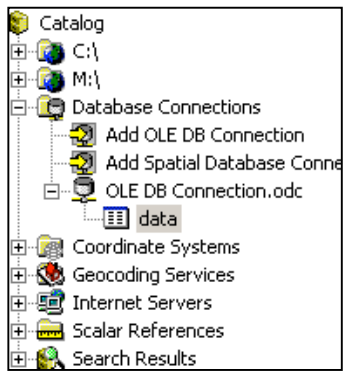 Catalog
C:\
M:\
Database Connections
Add OLE DB Connection
Add Spatial Database Conne
OLE DB Connection.odc
data
Coordinate Systems
Geocoding Services
Internet Servers
Scalar References
Search Results